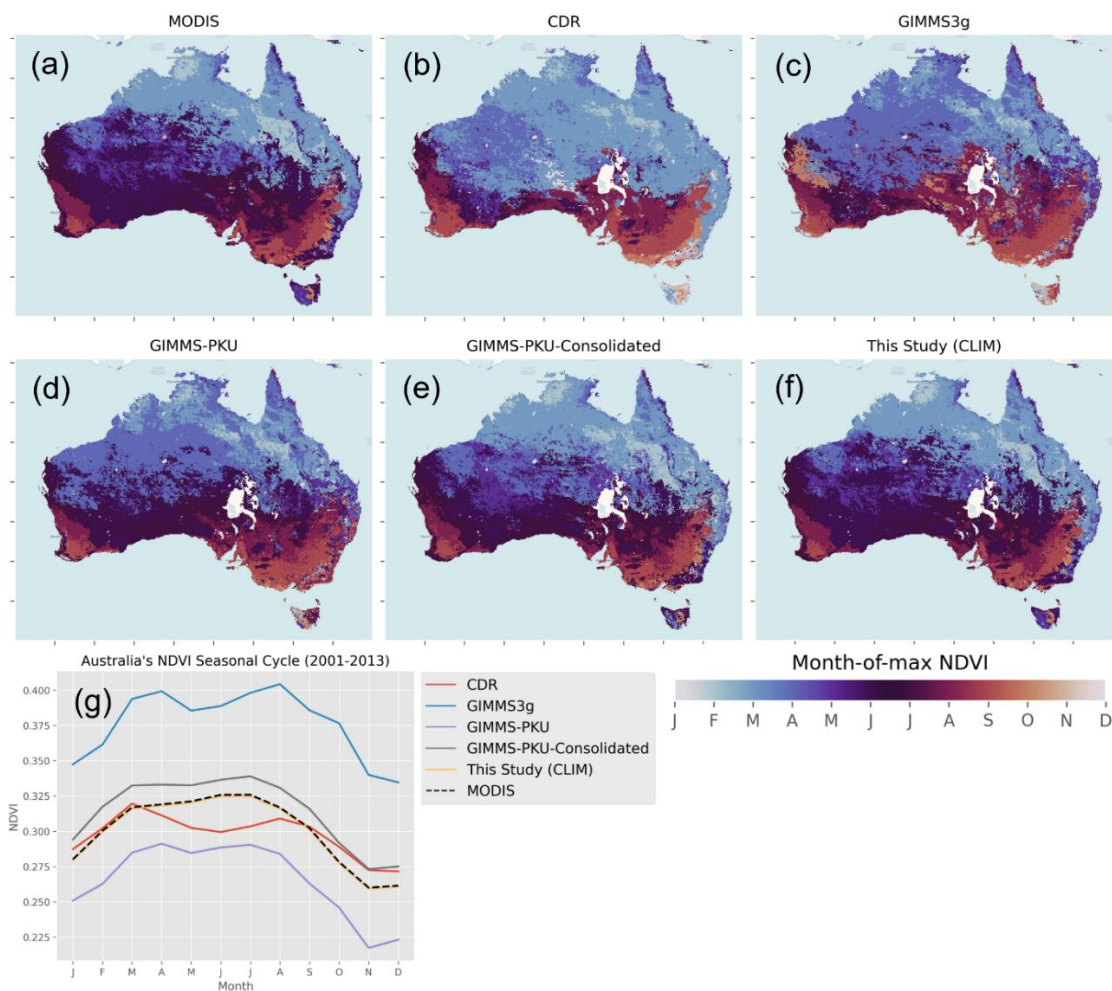 MODIS
CDR
GIMMS3g
(a)
(b)
(c)
GIMMS-PKU
GIMMS-PKU-Consolidated
This Study (CLIM)
(d)
(e)
(f)
Australia's NDVI Seasonal Cycle (2001-2013)
(g)
0.400
0.375
0.350
0.325
0.300
0.275
0.250
0.225
NDVI
J F M A M J J A S O N D
Month
CDR
GIMMS3g
GIMMS-PKU
GIMMS-PKU-Consolidated
This Study (CLIM)
MODIS
Month-of-max NDVI
J F M A M J J A S O N D